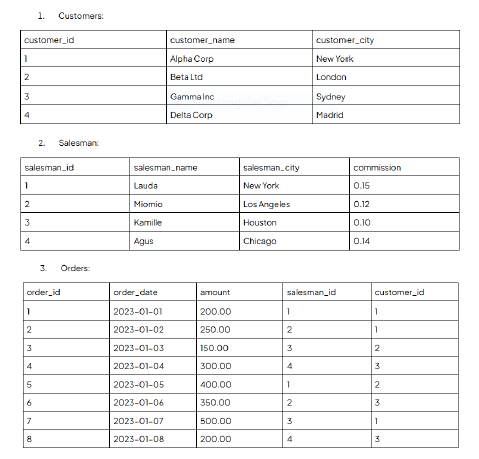 1. Customers:
customer_id customer_name customer_city
1 Alpha Corp New York
2 Beta Ltd London
3 Gamma Inc Sydney
4 Delta Corp Madrid
2. Salesman:
salesman_id salesman_name salesman_city commission
1 Lauda New York 0.15
2 Miomio Los Angeles 0.12
3 Kamille Houston 0.10
4 Agus Chicago 0.14
3. Orders:
order_id order_date amount salesman_id customer_id
1 2023-01-01 200.00 1 1
2 2023-01-02 250.00 2 1
3 2023-01-03 150.00 3 2
4 2023-01-04 300.00 4 3
5 2023-01-05 400.00 1 2
6 2023-01-06 350.00 2 3
7 2023-01-07 500.00 3 1
8 2023-01-08 200.00 4 3